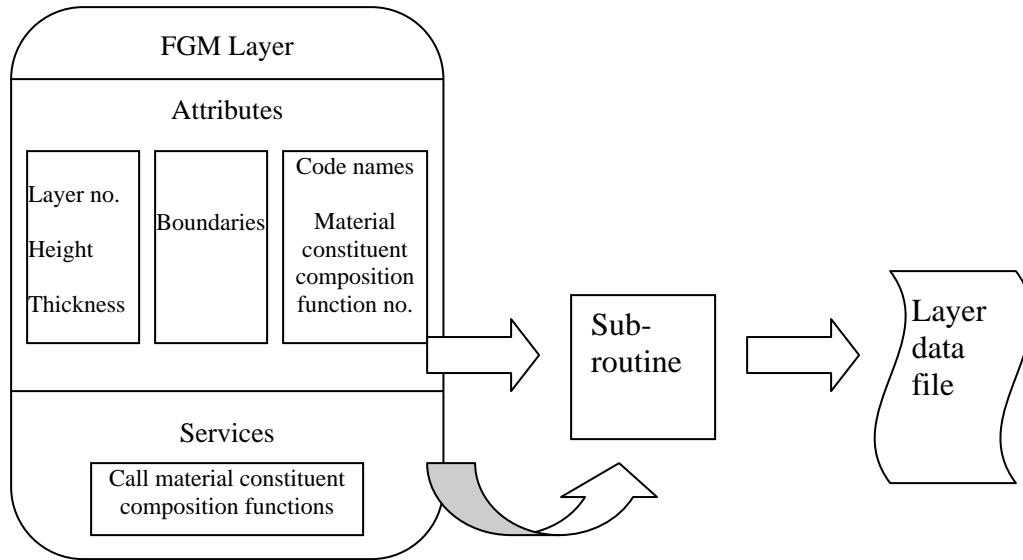 FGM Layer
Attributes
Layer no.
Height
Thickness
Boundaries
Code names
Material
constituent
composition
function no.
Sub-
routine
Layer
data
file
Services
Call material constituent
composition functions